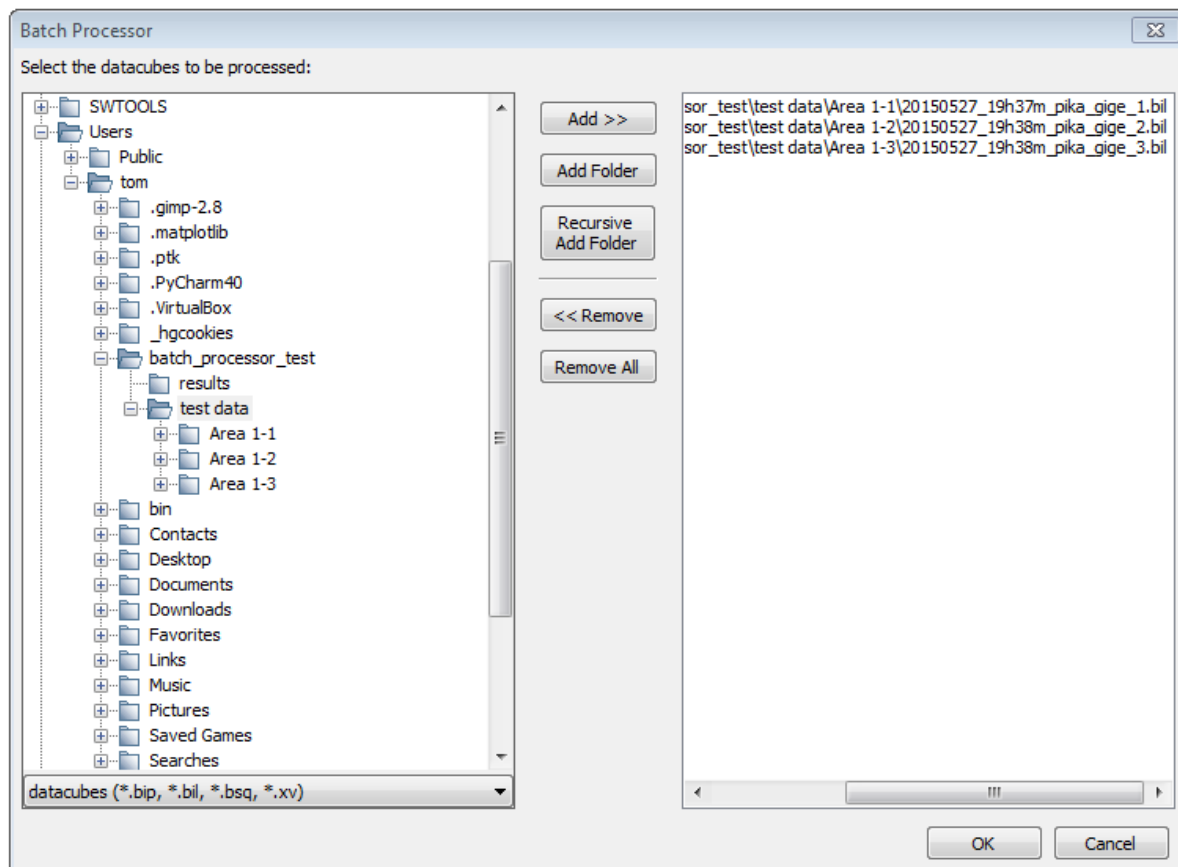 Batch Processor
Select the datacubes to be processed:
SWTOOLS
Users
Public
tom
.gimp-2.8
.matplotlib
.ptk
.PyCharm40
.VirtualBox
_hgcookies
batch_processor_test
results
test data
Area 1-1
Area 1-2
Area 1-3
bin
Contacts
Desktop
Documents
Downloads
Favorites
Links
Music
Pictures
Saved Games
Searches
datacubes (*.bip, *.bil, *.bsq, *.xv)
Add >>
Add Folder
Recursive
Add Folder
<< Remove
Remove All
sor_test\test data\Area 1-1\20150527_19h37m_pika_gige_1.bil
sor_test\test data\Area 1-2\20150527_19h38m_pika_gige_2.bil
sor_test\test data\Area 1-3\20150527_19h38m_pika_gige_3.bil
OK
Cancel